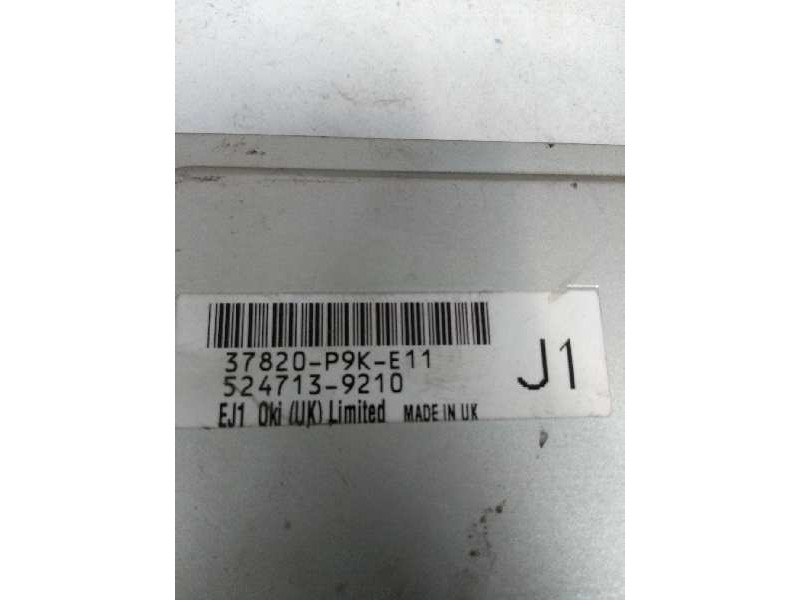 37820-P9K-E11
524713-9210
EJ1 Oki (UK) Limited MADE IN UK
J1